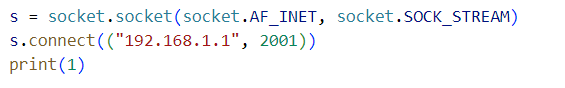 s = socket.socket(socket.AF_INET, socket.SOCK_STREAM)
s.connect(("192.168.1.1", 2001))
print(1)